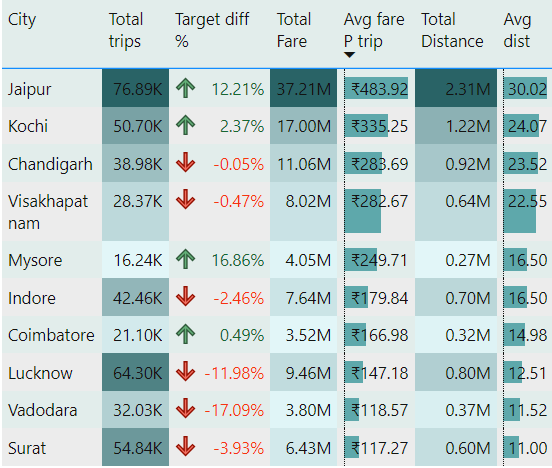 City Total trips Target diff % Total Fare Avg fare P trip Total Distance Avg dist
Jaipur 76.89K 12.21% 37.21M ₹483.92 2.31M 30.02
Kochi 50.70K 2.37% 17.00M ₹335.25 1.22M 24.07
Chandigarh 38.98K -0.05% 11.06M ₹283.69 0.92M 23.52
Visakhapatnam 28.37K -0.47% 8.02M ₹282.67 0.64M 22.55
Mysore 16.24K 16.86% 4.05M ₹249.71 0.27M 16.50
Indore 42.46K -2.46% 7.64M ₹179.84 0.70M 16.50
Coimbatore 21.10K 0.49% 3.52M ₹166.98 0.32M 14.98
Lucknow 64.30K -11.98% 9.46M ₹147.18 0.80M 12.51
Vadodara 32.03K -17.09% 3.80M ₹118.57 0.37M 11.52
Surat 54.84K -3.93% 6.43M ₹117.27 0.60M 11.00